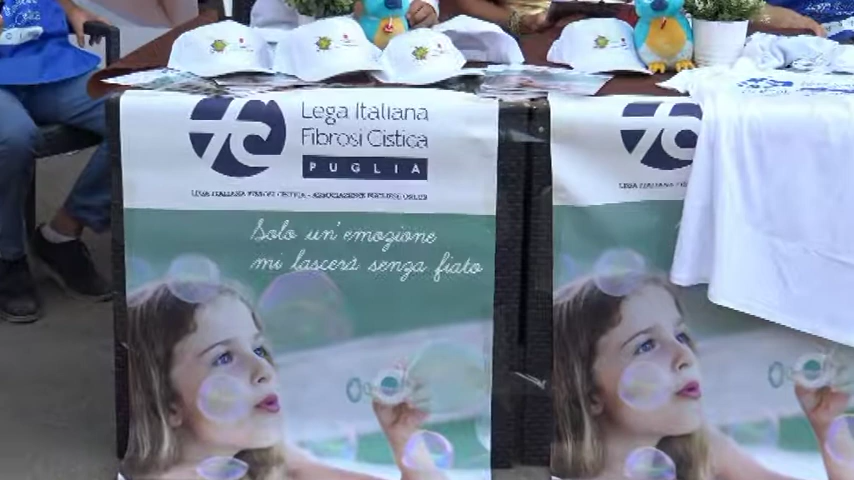 Lega Italiana
Fibrosi Cistica
PUGLIA
LEGA ITALIANA FIBROSI CISTICA - ASSOCIAZIONE PUGLIESE ONLUS
Solo un'emozione
mi lascerà senza fiato